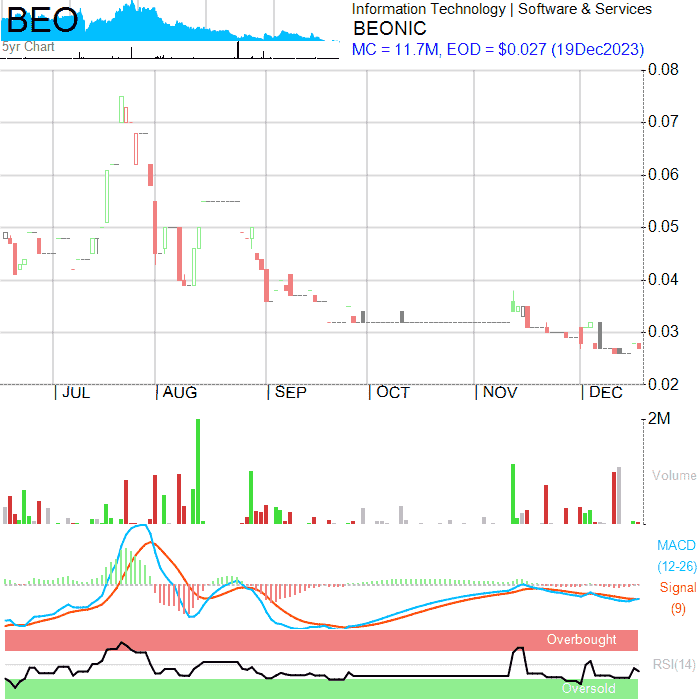 BEO
5yr Chart
Information Technology | Software & Services
BEONIC
MC = 11.7M, EOD = $0.027 (19Dec2023)
0.08
0.07
0.06
0.05
0.04
0.03
0.02
| JUL | AUG | SEP | OCT | NOV | DEC
2M
Volume
MACD
(12-26)
Signal
(9)
Overbought
RSI(14)
Oversold